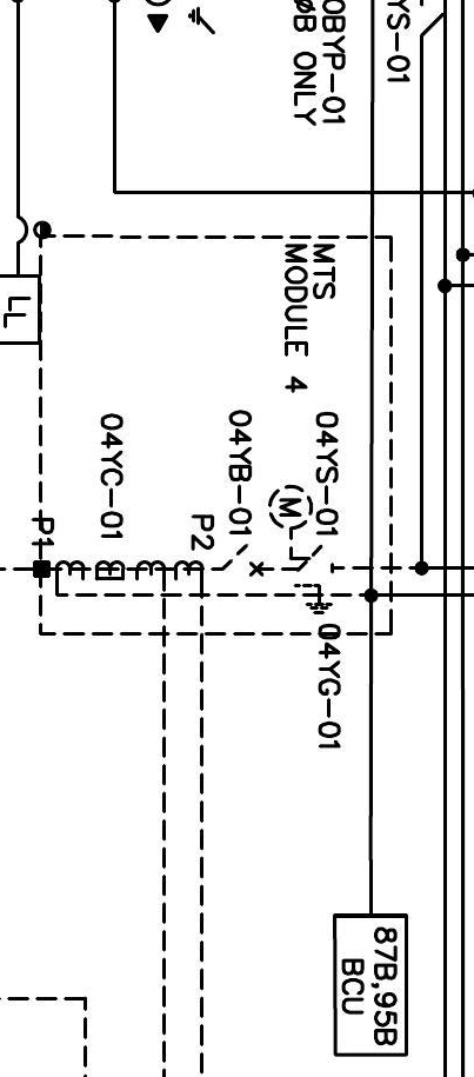 YS-01
0BYP-01
ØB ONLY
MTS
MODULE 4
LL
04YS-01
M
04YB-01
04YC-01
P2
P1
04YG-01
87B,95B
BCU